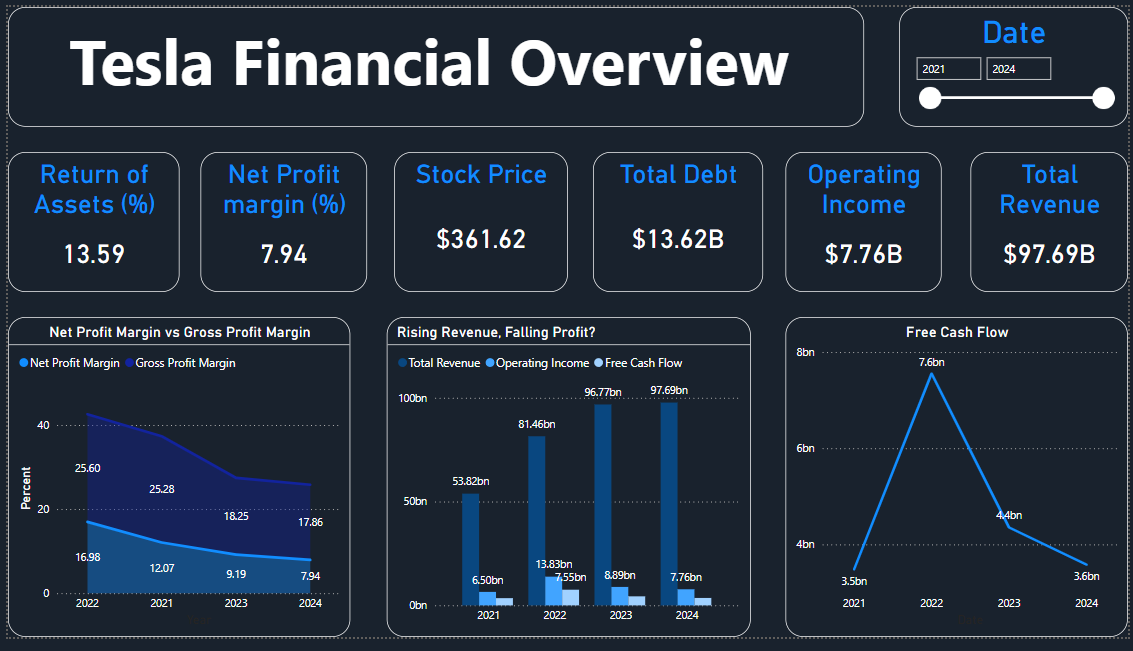 Tesla Financial Overview
Date
2021
2024
Return of
Assets (%)
13.59
Net Profit
margin (%)
7.94
Stock Price
$361.62
Total Debt
$13.62B
Operating
Income
$7.76B
Total
Revenue
$97.69B
Net Profit Margin vs Gross Profit Margin
Net Profit Margin Gross Profit Margin
Percent
40
20
0
25.60
25.28
18.25
17.86
16.98
12.07
9.19
7.94
2022 2021 2023 2024
Rising Revenue, Falling Profit?
Total Revenue Operating Income Free Cash Flow
100bn
50bn
0bn
53.82bn
81.46bn
96.77bn
97.69bn
6.50bn
13.83bn
7.55bn
8.89bn
7.76bn
2021 2022 2023 2024
Free Cash Flow
8bn
6bn
4bn
3.5bn
7.6bn
4.4bn
3.6bn
2021 2022 2023 2024